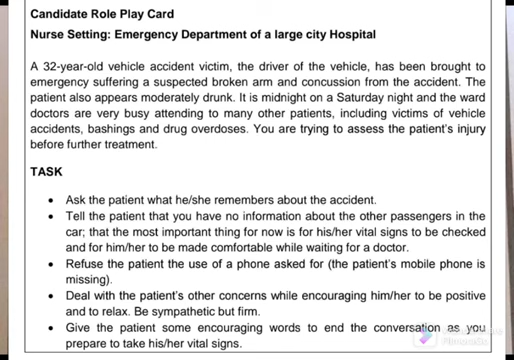 Candidate Role Play Card
Nurse Setting: Emergency Department of a large city Hospital
A 32-year-old vehicle accident victim, the driver of the vehicle, has been brought to
emergency suffering a suspected broken arm and concussion from the accident. The
patient also appears moderately drunk. It is midnight on a Saturday night and the ward
doctors are very busy attending to many other patients, including victims of vehicle
accidents, bashings and drug overdoses. You are trying to assess the patient's injury
before further treatment.
TASK
• Ask the patient what he/she remembers about the accident.
• Tell the patient that you have no information about the other passengers in the
car; that the most important thing for now is for his/her vital signs to be checked
and for him/her to be made comfortable while waiting for a doctor.
• Refuse the patient the use of a phone asked for (the patient's mobile phone is
missing).
• Deal with the patient's other concerns while encouraging him/her to be positive
and to relax. Be sympathetic but firm.
• Give the patient some encouraging words to end the conversation as you
prepare to take his/her vital signs.